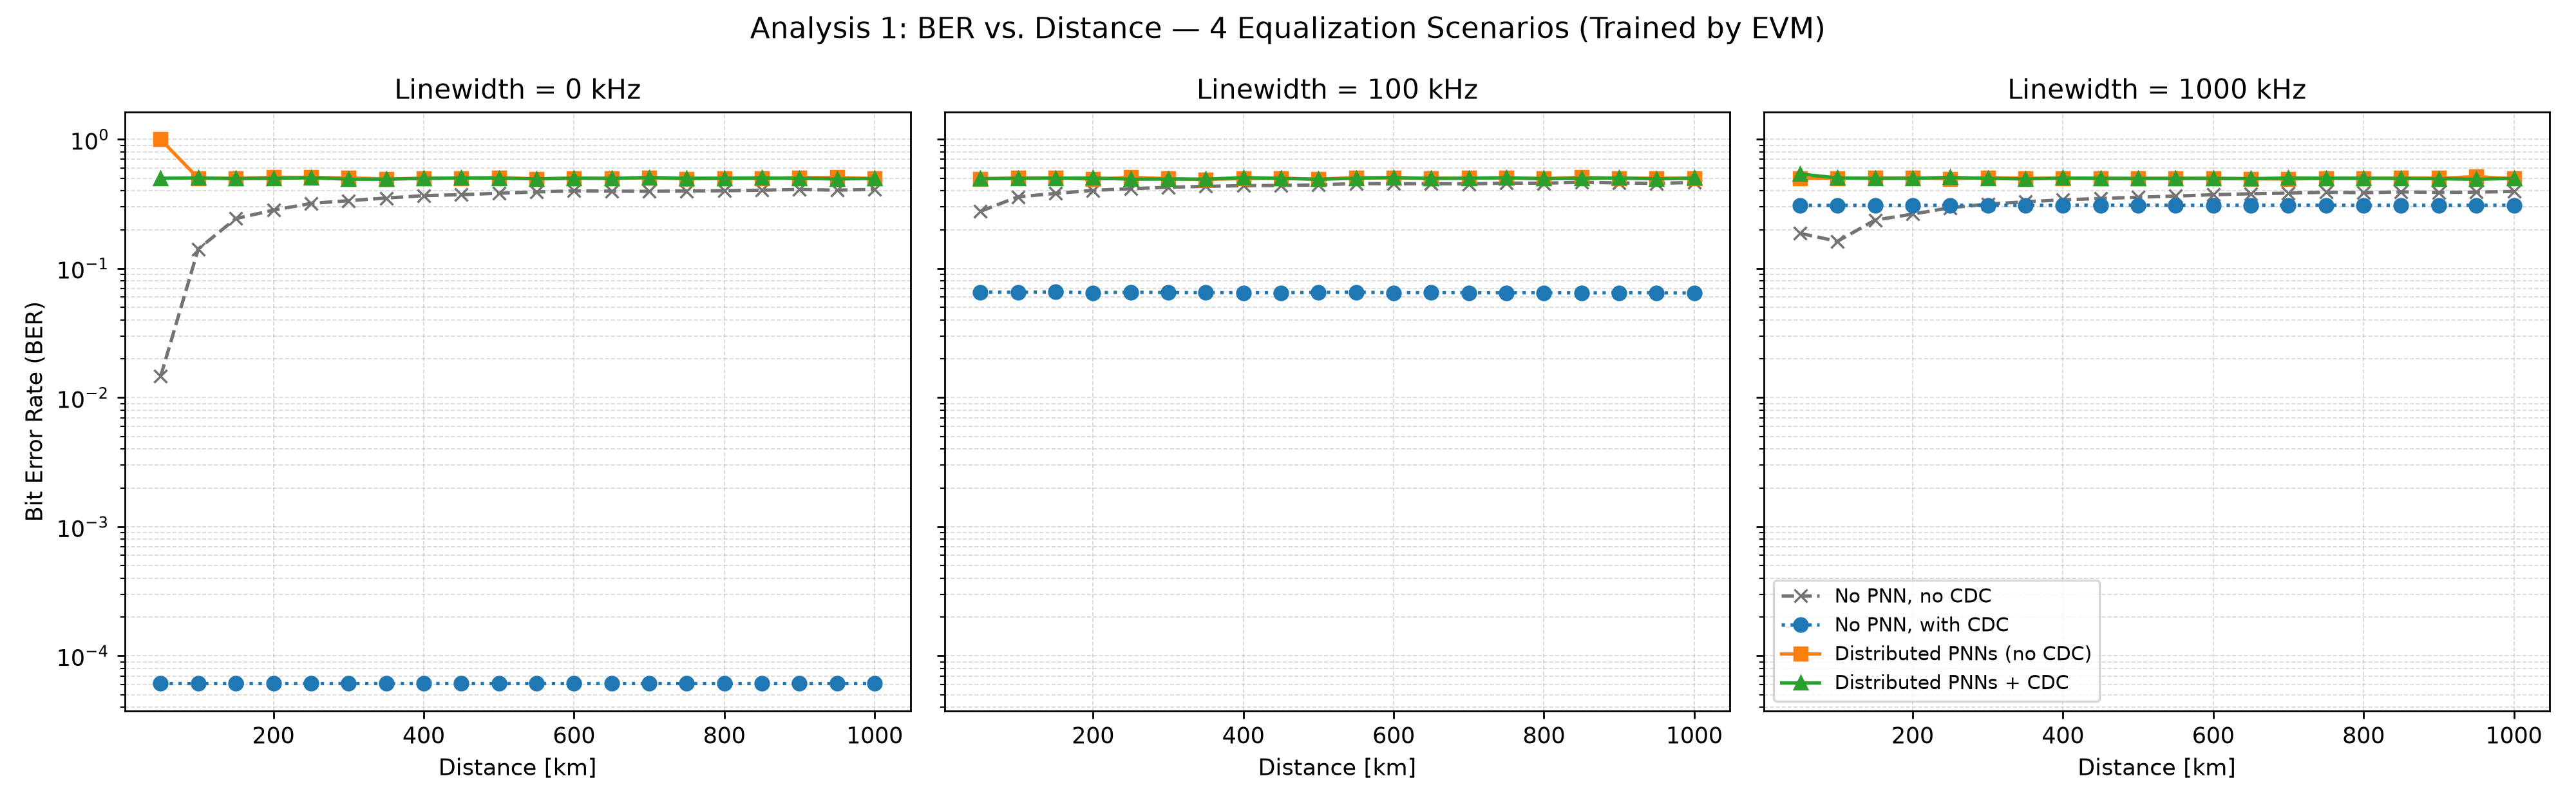 Analysis 1: BER vs. Distance — 4 Equalization Scenarios (Trained by EVM)
Linewidth = 0 kHz
Linewidth = 100 kHz
Linewidth = 1000 kHz
Bit Error Rate (BER)
10⁰
10⁻¹
10⁻²
10⁻³
10⁻⁴
200 400 600 800 1000
200 400 600 800 1000
200 400 600 800 1000
Distance [km]
Distance [km]
Distance [km]
No PNN, no CDC
No PNN, with CDC
Distributed PNNs (no CDC)
Distributed PNNs + CDC